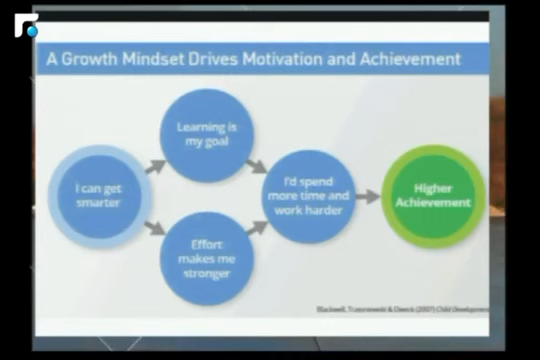 A Growth Mindset Drives Motivation and Achievement
Learning is
my goal
I can get
smarter
I'd spend
more time and
work harder
Higher
Achievement
Effort
makes me
stronger
Blackwell, Trzesniewski & Dweck (2007) Child Development